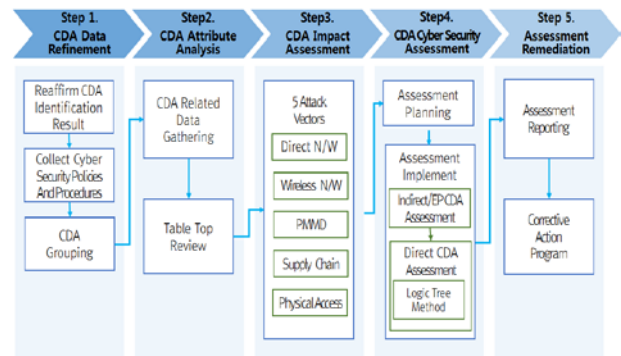 Step 1.
CDA Data
Refinement
Step2.
CDA Attribute
Analysis
Step3.
CDA Impact
Assessment
Step4.
CDA Cyber Security
Assessment
Step 5.
Assessment
Remediation
Reaffirm CDA
Identification
Result
Collect Cyber
Security Policies
And Procedures
CDA
Grouping
CDA Related
Data
Gathering
Table Top
Review
5 Attack
Vectors
Direct N/W
Wireless N/W
PMMD
Supply Chain
Physical Access
Assessment
Planning
Assessment
Implement
Indirect/EP CDA
Assessment
Direct CDA
Assessment
Logic Tree
Method
Assessment
Reporting
Corrective
Action
Program